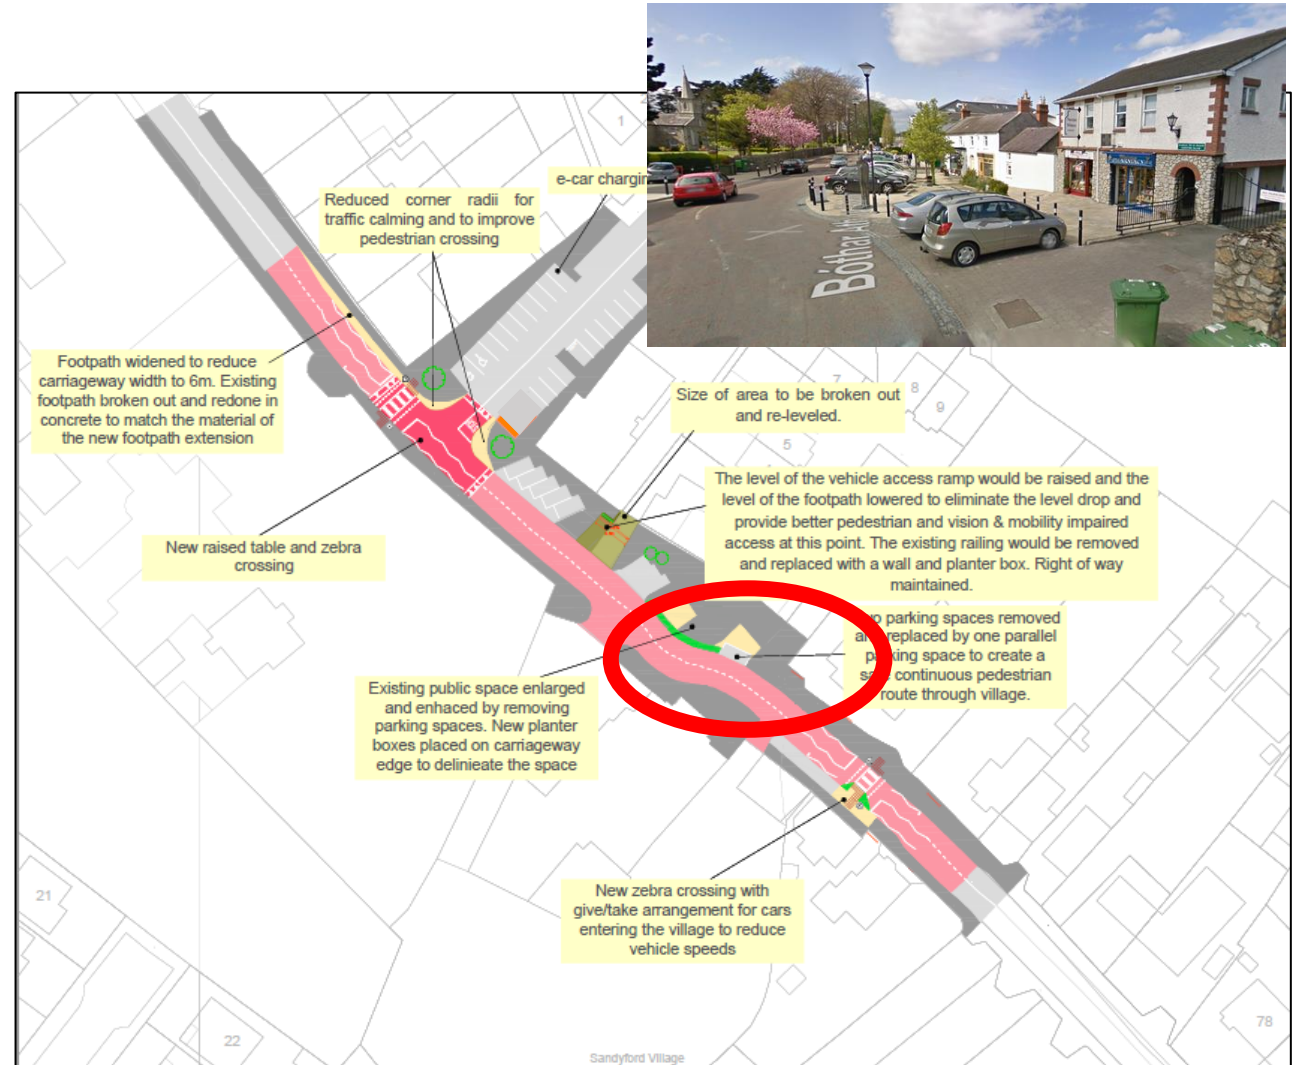 e-car chargin
Reduced corner radii for
traffic calming and to improve
pedestrian crossing
1
Bóthar
Footpath widened to reduce
carriageway width to 6m. Existing
footpath broken out and redone in
concrete to match the material of
the new footpath extension
7
8
9
5
Size of area to be broken out
and re-leveled.
The level of the vehicle access ramp would be raised and the
level of the footpath lowered to eliminate the level drop and
provide better pedestrian and vision & mobility impaired
access at this point. The existing railing would be removed
and replaced with a wall and planter box. Right of way
maintained.
New raised table and zebra
crossing
parking spaces removed
replaced by one parallel
parking space to create a
continuous pedestrian
route through village.
Existing public space enlarged
and enhaced by removing
parking spaces. New planter
boxes placed on carriageway
edge to delinieate the space
New zebra crossing with
give/take arrangement for cars
entering the village to reduce
vehicle speeds
21
22
78
Sandyford Village